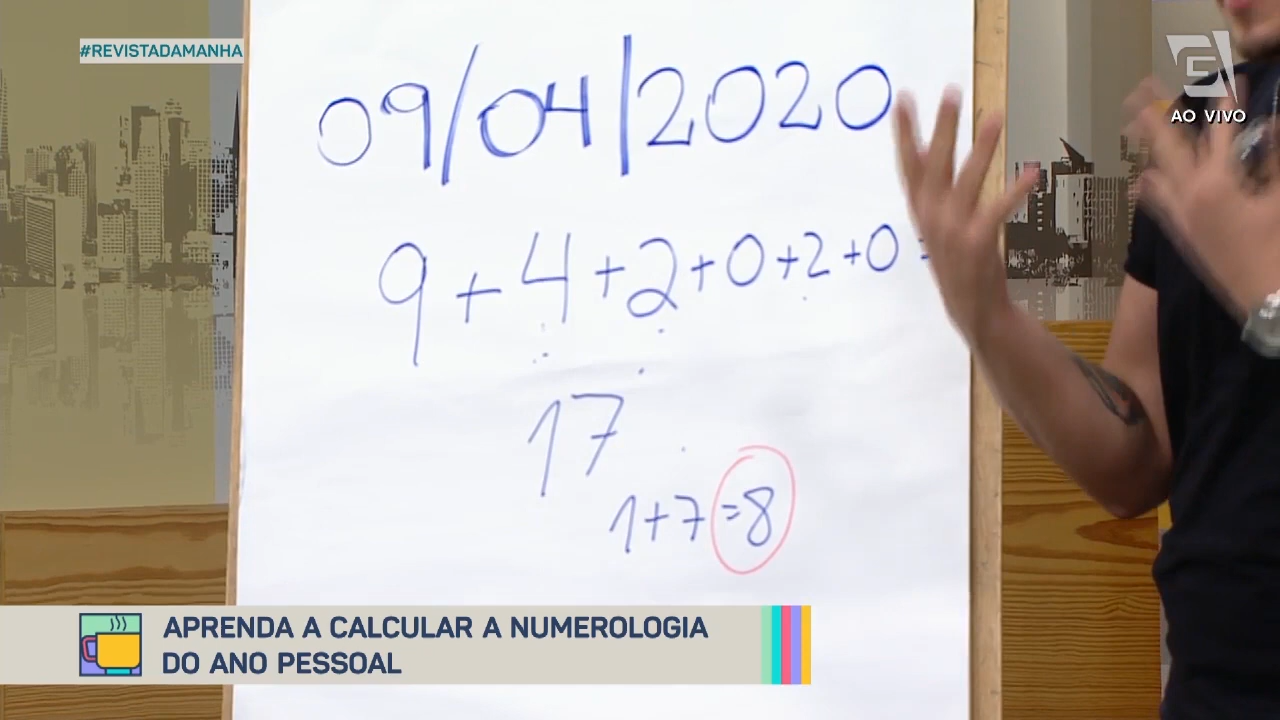 #REVISTADAMANHA
AO VIVO
09/04/2020
9+4+2+0+2+0=
17
1+7=8
APRENDA A CALCULAR A NUMEROLOGIA
DO ANO PESSOAL